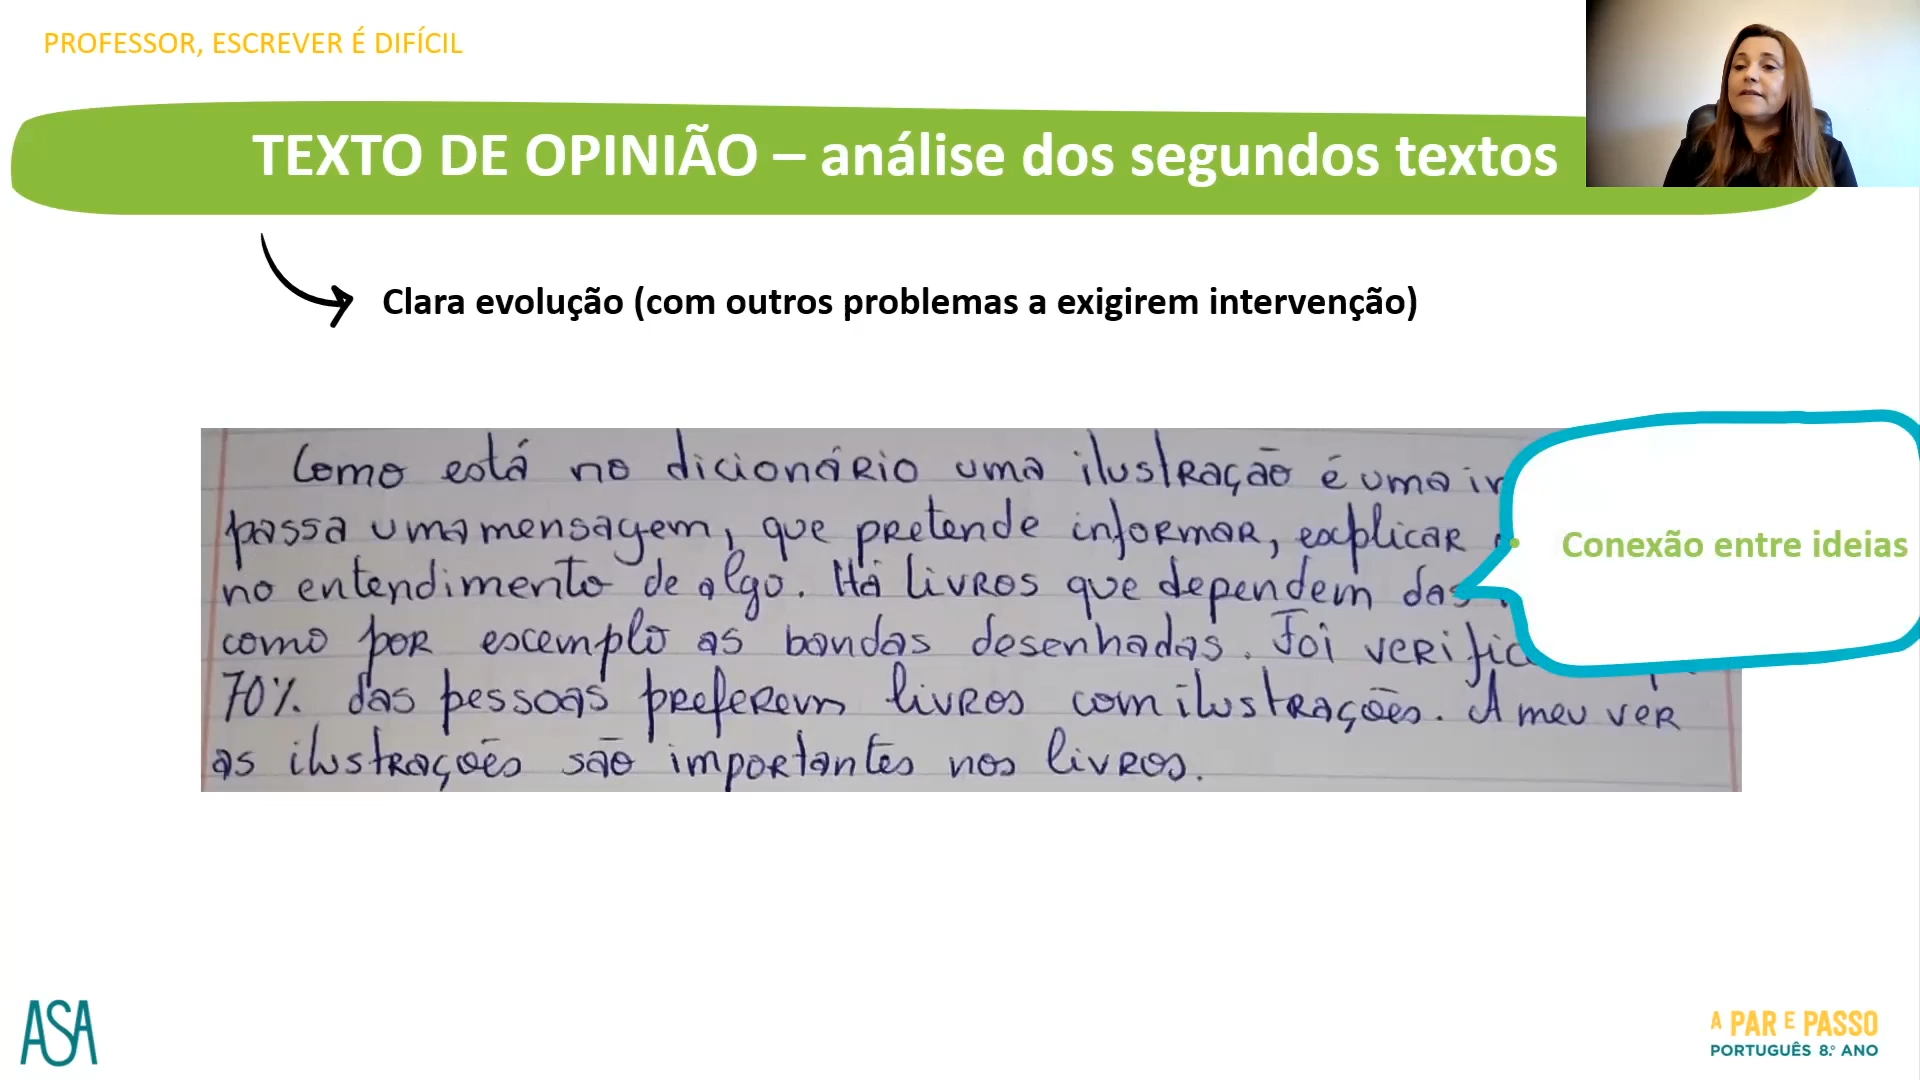 PROFESSOR, ESCREVER É DIFÍCIL
TEXTO DE OPINIÃO – análise dos segundos textos
Clara evolução (com outros problemas a exigirem intervenção)
Como está no dicionário uma ilustração é uma
passa uma mensagem, que pretende informar, explicar
no entendimento de algo. Há livros que dependem das
como por escemplo as bandas desenhadas. Foi
70% das pessoas preferem livros com ilustrações. A meu ver
as ilustrações são importantes nos livros.
• Conexão entre ideias
ASA
A PAR E PASSO
PORTUGUÊS 8.º ANO